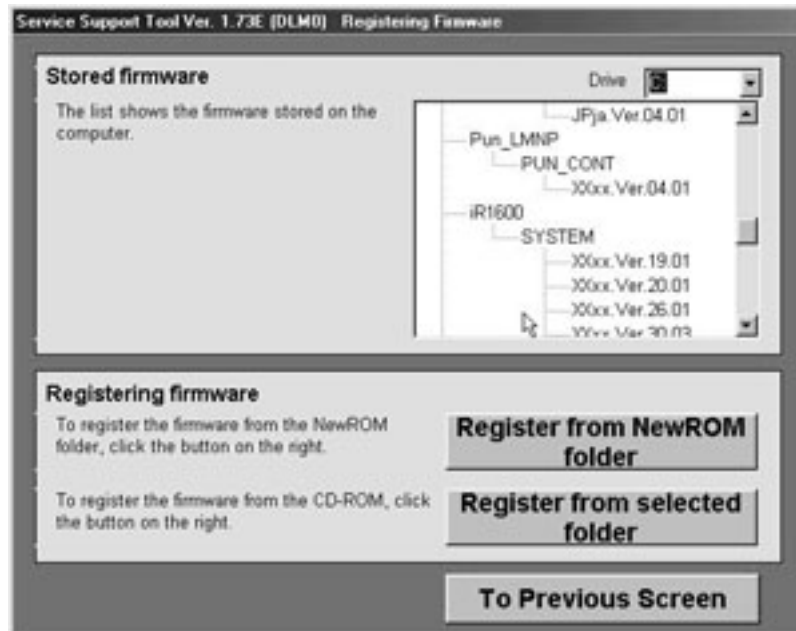 Service Support Tool Ver. 1.73E (DLM0) Registering Firmware
Stored firmware
Drive C
The list shows the firmware stored on the
computer.
JPja.Ver.04.01
Pun_LMNP
PUN_CONT
XXxx.Ver.04.01
iR1600
SYSTEM
XXxx.Ver.19.01
XXxx.Ver.20.01
XXxx.Ver.26.01
XXxx.Ver.30.03
Registering firmware
To register the firmware from the NewROM
folder, click the button on the right.
Register from NewROM
folder
To register the firmware from the CD-ROM, click
the button on the right.
Register from selected
folder
To Previous Screen